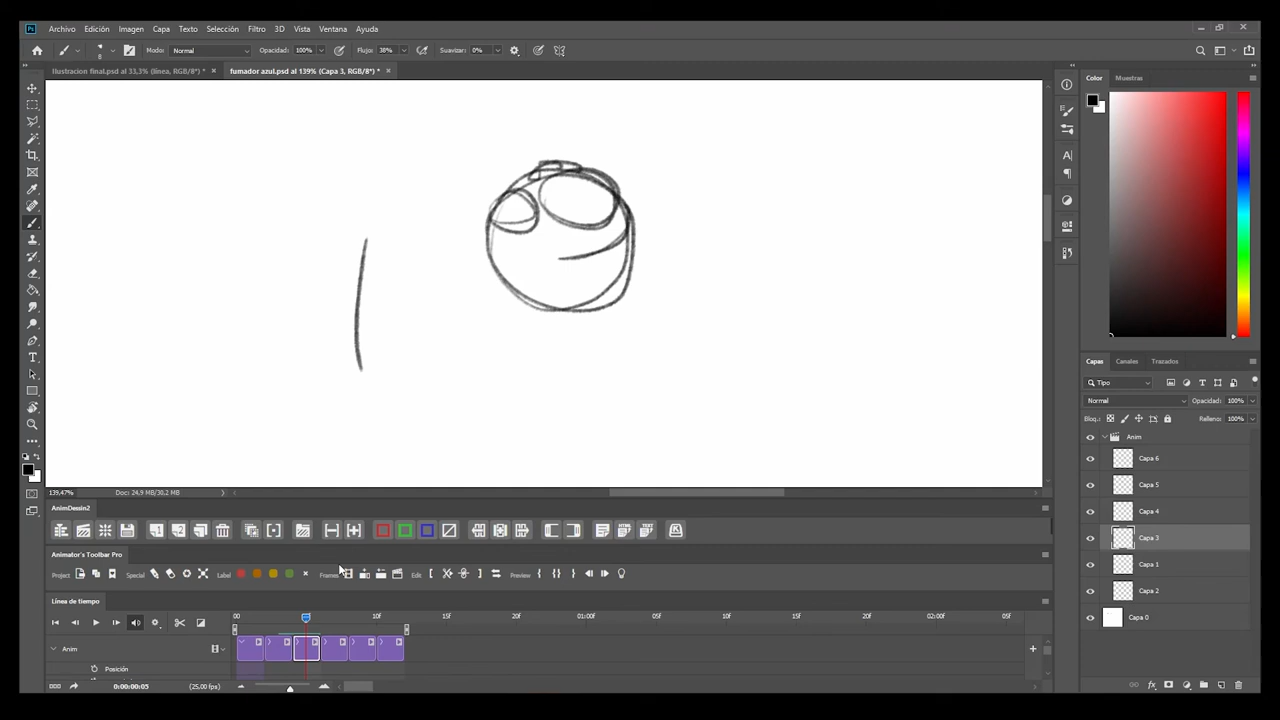 Ps Archivo Edición Imagen Capa Texto Selección Filtro 3D Vista Ventana Ayuda
8 Modo: Normal Opacidad: 100% Flujo: 38% Suavizar: 0%
Ilustracion final.psd al 33,3% (línea, RGB/8*) * × fumador azul.psd al 139% (Capa 3, RGB/8*) * ×
Color Muestras
Capas Canales Trazados
Tipo
Normal Opacidad: 100%
Bloq.: Relleno: 100%
Anim
Capa 6
Capa 5
Capa 4
Capa 3
Capa 1
Capa 2
Capa 0
139,47% Doc: 24,9 MB/30,2 MB
AnimDessin2
Animator's Toolbar Pro
Project Special Label Frames Edit: Preview
Línea de tiempo
00 10f 15f 20f 01:00f 05f 10f 15f 20f 02:00f 05f
Anim
Posición
0:00:00:05 (25.00 fps)